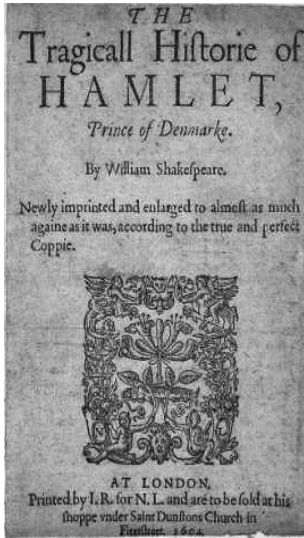 THE
Tragicall Hiſtorie of
HAMLET,
Prince of Denmarke.
By William Shakeſpeare.
Newly imprinted and enlarged to almoſt as much
againe as it was, according to the true and perfect
Coppie.
AT LONDON,
Printed by I. R. for N. L. and are to be ſold at his
ſhoppe vnder Saint Dunſtons Church in
Fleetſtreet. 1604.